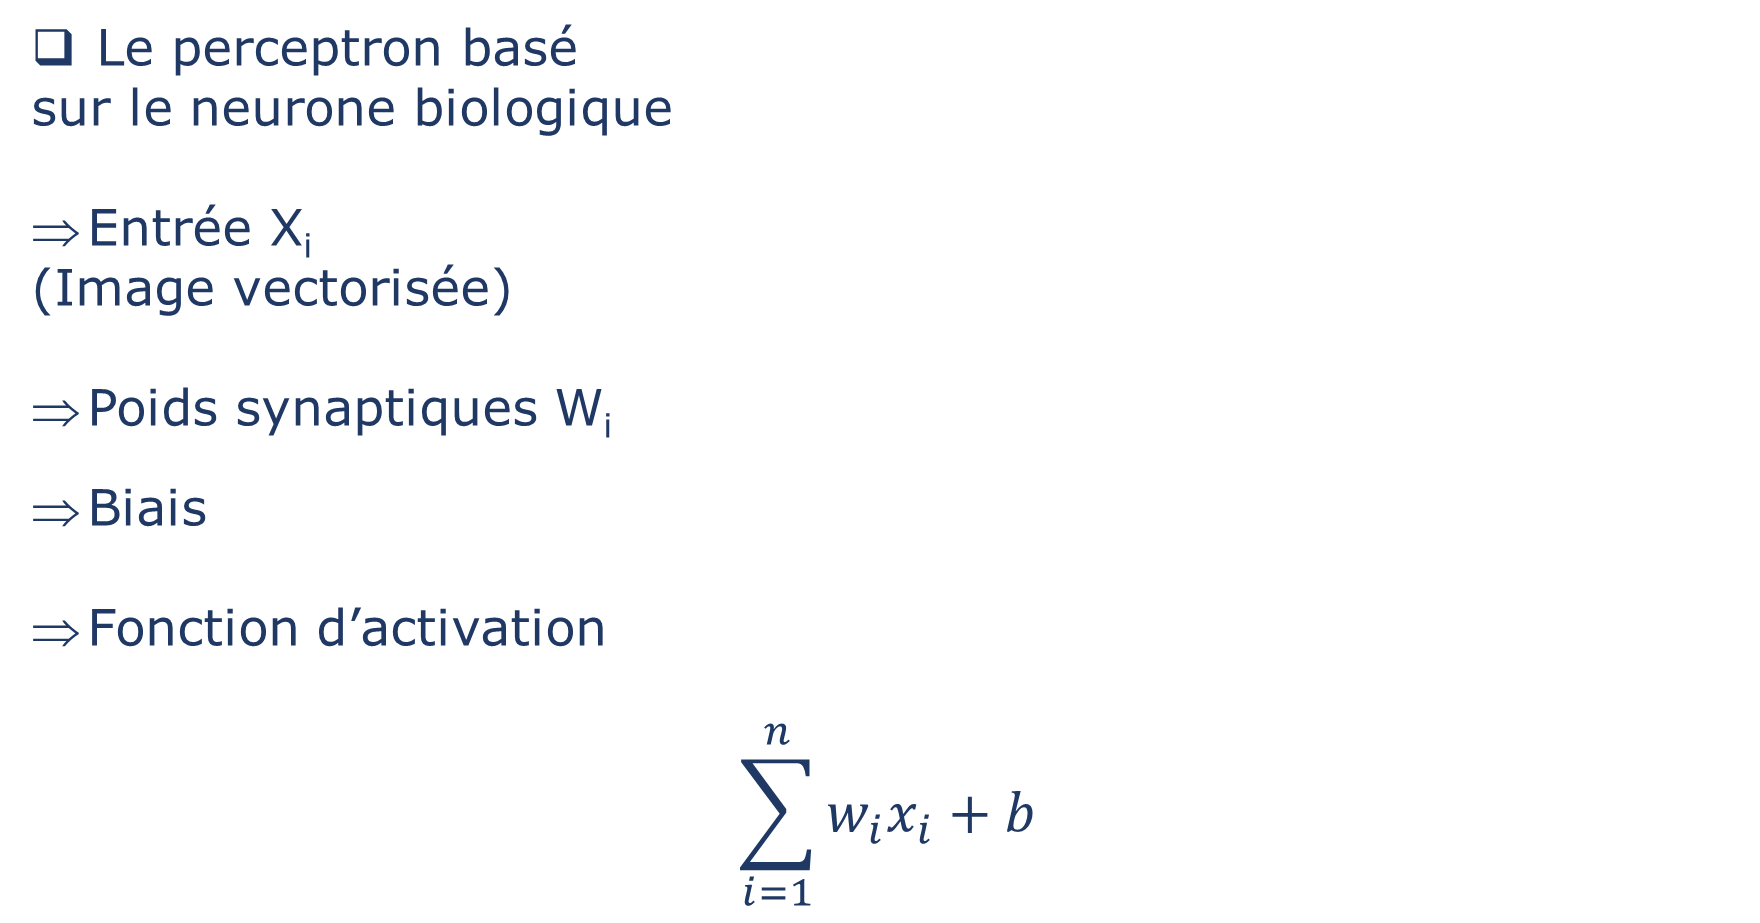 ❑ Le perceptron basé
sur le neurone biologique
⇒Entrée Xᵢ
(Image vectorisée)
⇒Poids synaptiques Wᵢ
⇒Biais
⇒Fonction d’activation
n
∑ wᵢxᵢ + b
i=1